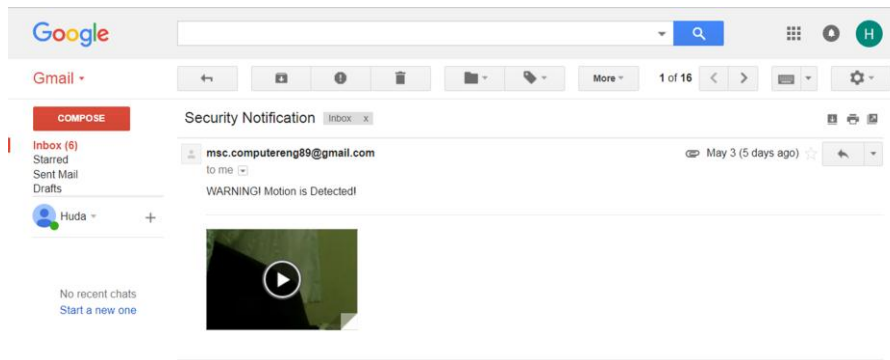 Google
H
Gmail
More
1 of 16
COMPOSE
Security Notification Inbox x
Inbox (6)
Starred
Sent Mail
Drafts
msc.computereng89@gmail.com
May 3 (5 days ago)
to me
WARNING! Motion is Detected!
Huda
No recent chats
Start a new one